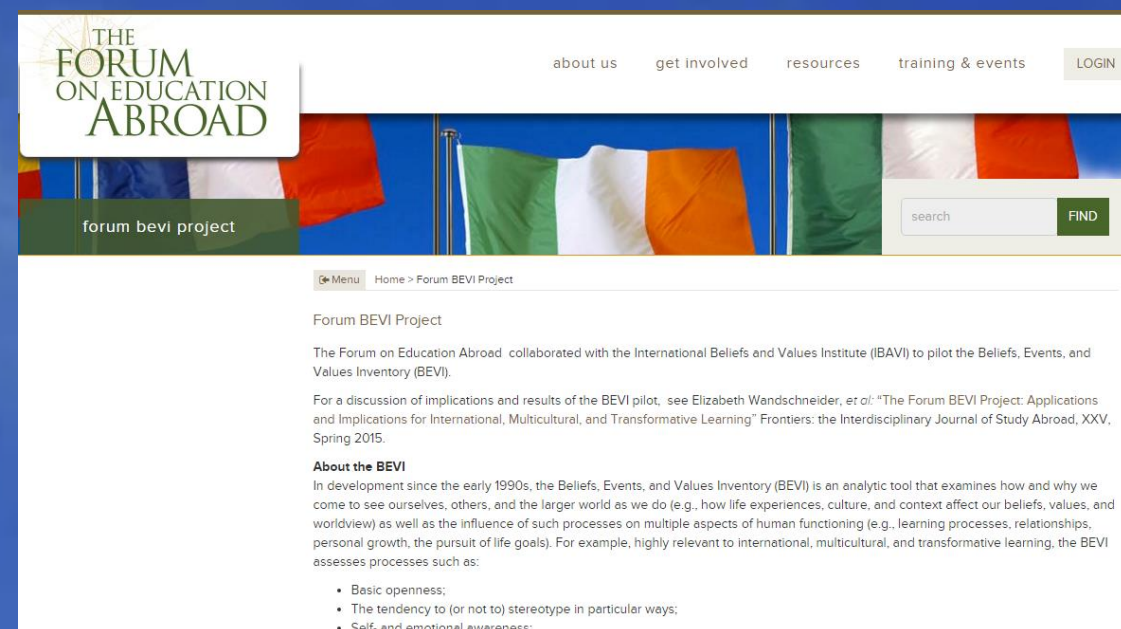 THE
FORUM
ON EDUCATION
ABROAD
about us get involved resources training & events LOGIN
forum bevi project
search FIND
Menu Home > Forum BEVI Project
Forum BEVI Project
The Forum on Education Abroad collaborated with the International Beliefs and Values Institute (IBAVI) to pilot the Beliefs, Events, and
Values Inventory (BEVI).
For a discussion of implications and results of the BEVI pilot, see Elizabeth Wandschneider, et al: “The Forum BEVI Project: Applications
and Implications for International, Multicultural, and Transformative Learning” Frontiers: the Interdisciplinary Journal of Study Abroad, XXV,
Spring 2015.
About the BEVI
In development since the early 1990s, the Beliefs, Events, and Values Inventory (BEVI) is an analytic tool that examines how and why we
come to see ourselves, others, and the larger world as we do (e.g., how life experiences, culture, and context affect our beliefs, values, and
worldview) as well as the influence of such processes on multiple aspects of human functioning (e.g., learning processes, relationships,
personal growth, the pursuit of life goals). For example, highly relevant to international, multicultural, and transformative learning, the BEVI
assesses processes such as:
• Basic openness;
• The tendency to (or not to) stereotype in particular ways;
• Self- and emotional awareness;